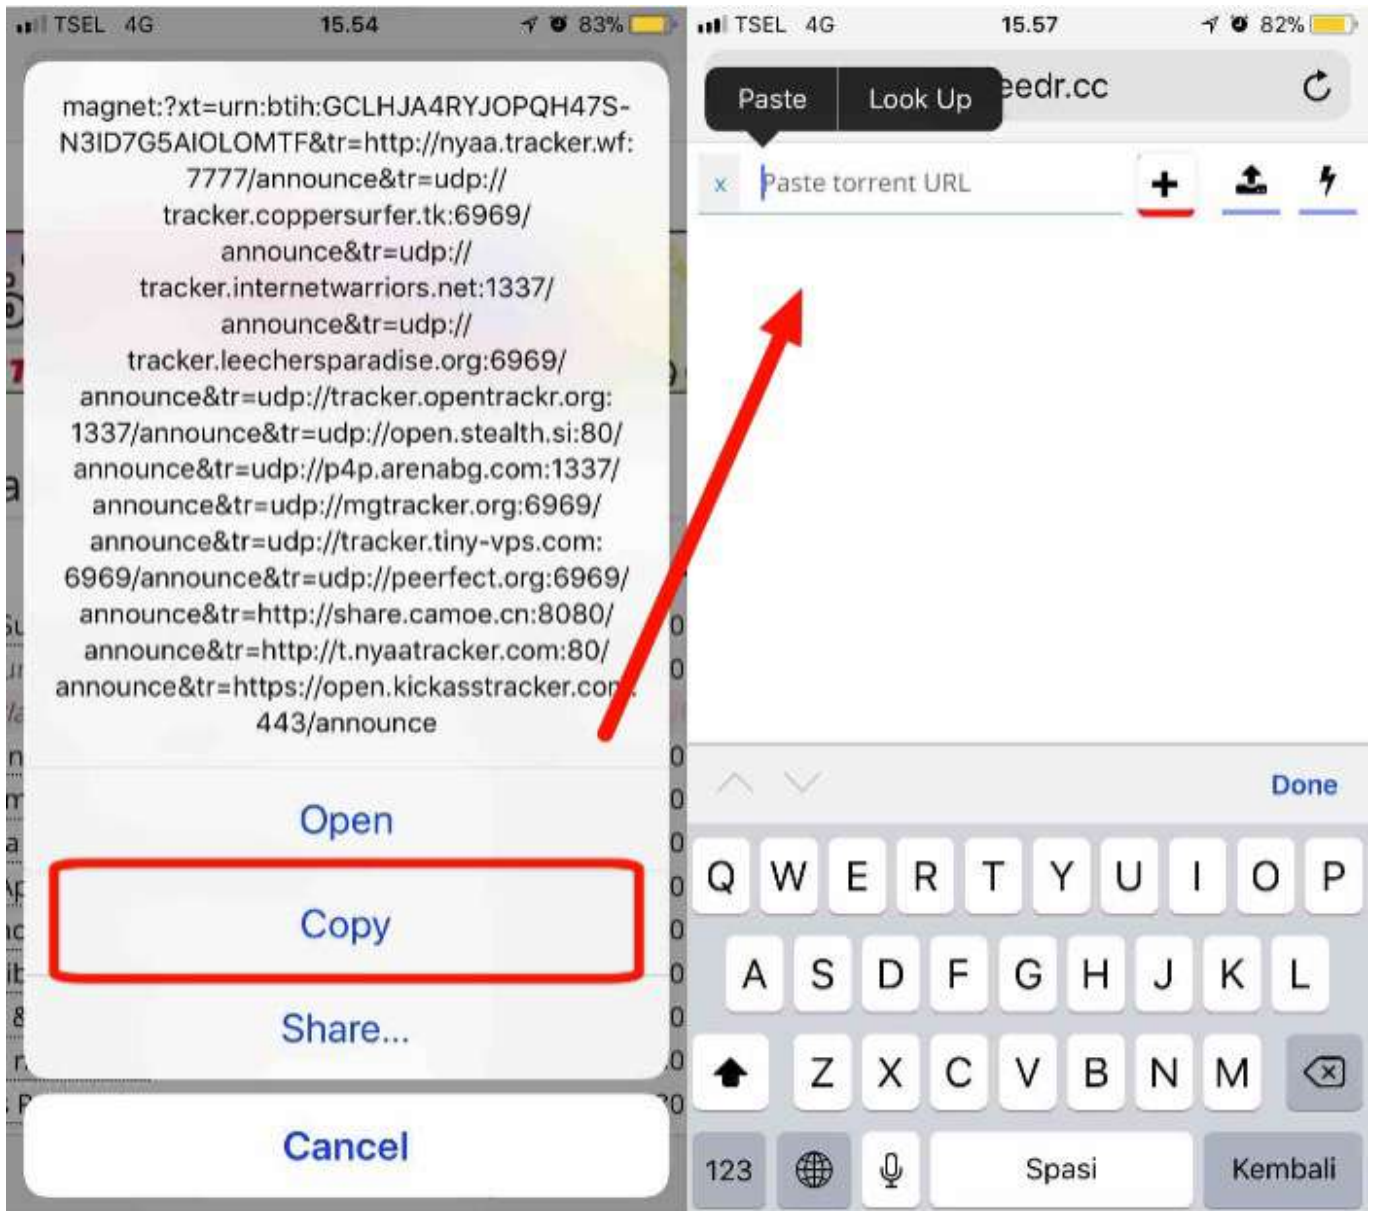 TSEL 4G 15.54 83%
magnet:?xt=urn:btih:GCLHJA4RYJOPQH47S-
N3ID7G5AIOLOMTF&tr=http://nyaa.tracker.wf:
7777/announce&tr=udp://
tracker.coppersurfer.tk:6969/
announce&tr=udp://
tracker.internetwarriors.net:1337/
announce&tr=udp://
tracker.leechersparadise.org:6969/
announce&tr=udp://tracker.opentrackr.org:
1337/announce&tr=udp://open.stealth.si:80/
announce&tr=udp://p4p.arenabg.com:1337/
announce&tr=udp://mgtracker.org:6969/
announce&tr=udp://tracker.tiny-vps.com:
6969/announce&tr=udp://peerfect.org:6969/
announce&tr=http://share.camoe.cn:8080/
announce&tr=http://t.nyaatracker.com:80/
announce&tr=https://open.kickasstracker.com:
443/announce
Open
Copy
Share...
Cancel
TSEL 4G 15.57 82%
Paste Look Up eedr.cc
x Paste torrent URL
Done
Q W E R T Y U I O P
A S D F G H J K L
Z X C V B N M
123 Spasi Kembali